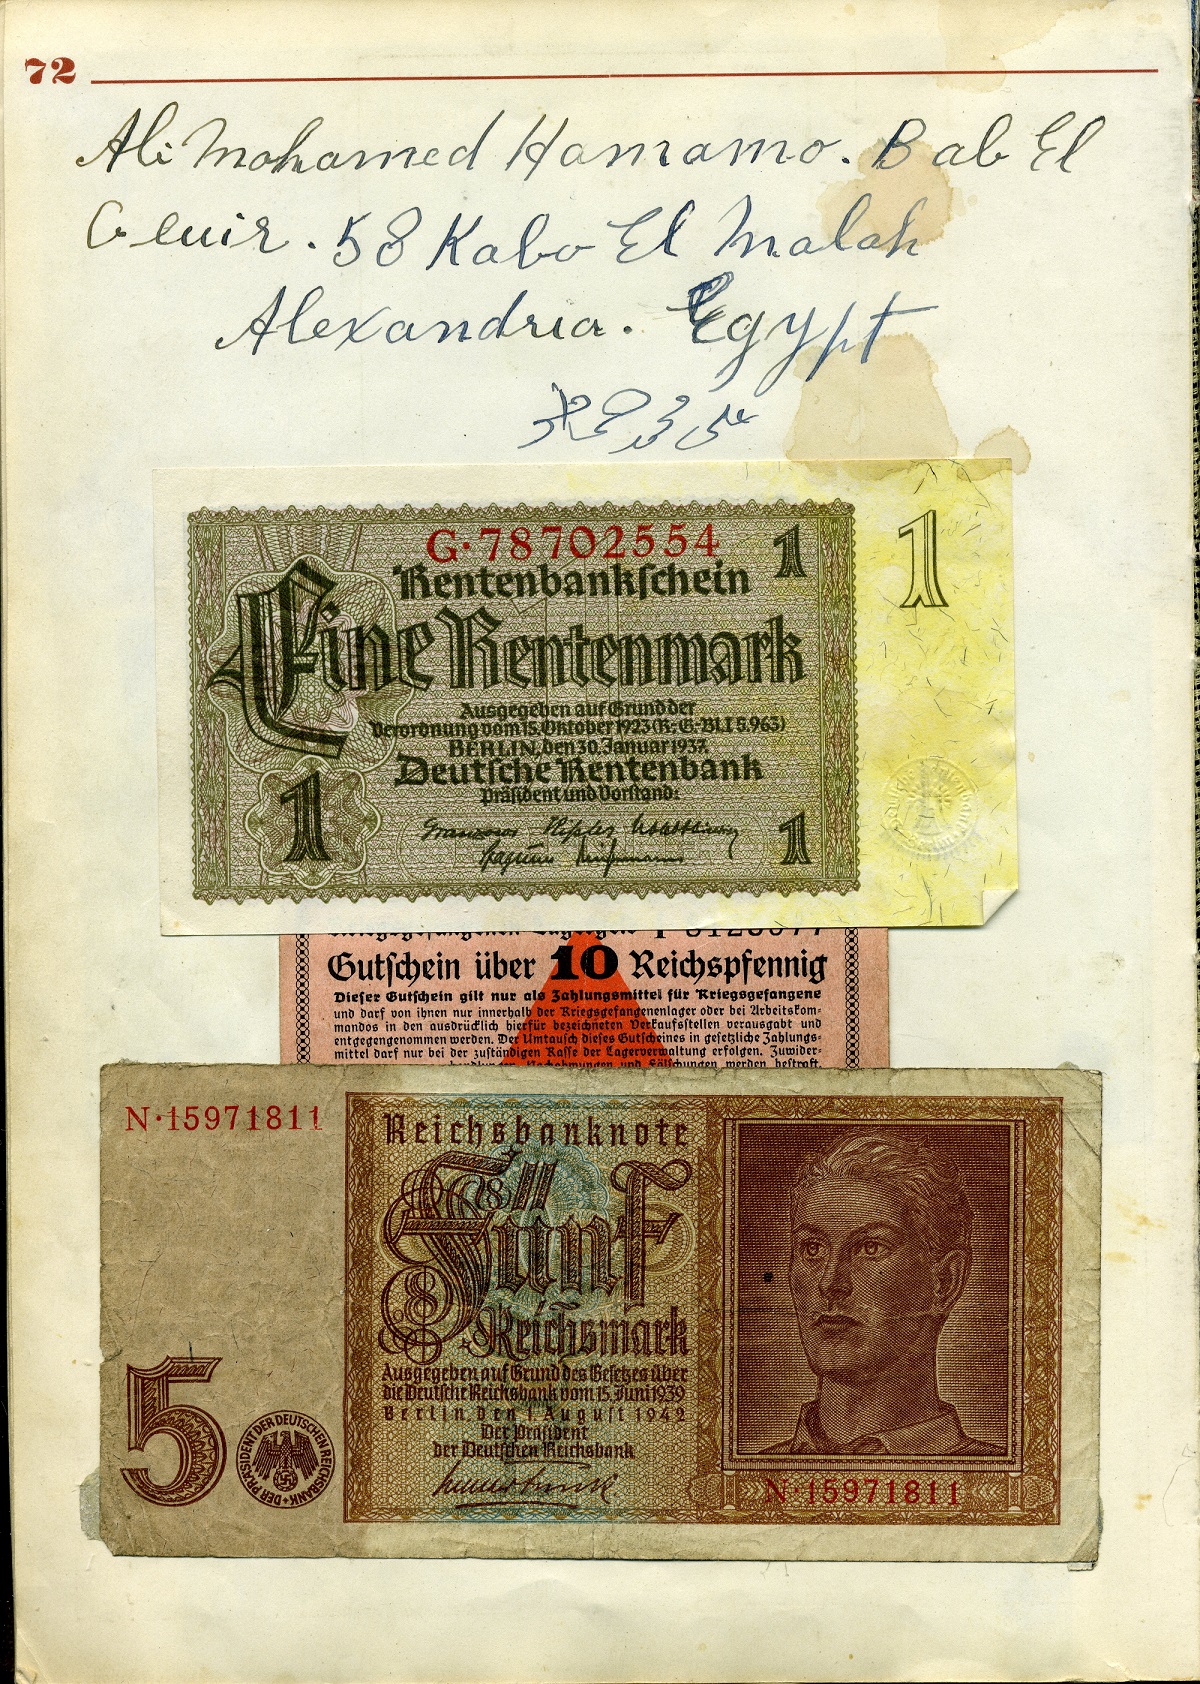 72
Ali Mohamed Hamamo. Bab El
58 Kabo El Malah
Alexandria. Egypt
G·78702554
1
1
Rentenbankschein
Eine Rentenmark
Ausgegeben auf Grund der
Verordnung vom 15. Oktober 1923 (R.-G.-Bl. I S. 963)
BERLIN, den 30. Januar 1937.
Deutsche Rentenbank
Präsident und Vorstand:
1
1
Gutschein über 10 Reichspfennig
Dieser Gutschein gilt nur als Zahlungsmittel für Kriegsgefangene
und darf von ihnen nur innerhalb der Kriegsgefangenenlager oder bei Arbeitskom-
mandos in den ausdrücklich hierfür bezeichneten Verkaufsstellen verausgabt und
entgegengenommen werden. Der Umtausch dieses Gutscheines in gesetzliche Zahlungs-
mittel darf nur bei der zuständigen Kasse der Lagerverwaltung erfolgen. Zuwider-
handlungen, Nachahmungen und Fälschungen werden bestraft.
N·15971811
Reichsbanknote
Fünf
Reichsmark
Ausgegeben auf Grund des Gesetzes über
die Deutsche Reichsbank vom 15. Juni 1939
Berlin, den 1. August 1942
Der Präsident
der Deutschen Reichsbank
5
DER PRÄSIDENT DER DEUTSCHEN REICHSBANK
N·15971811